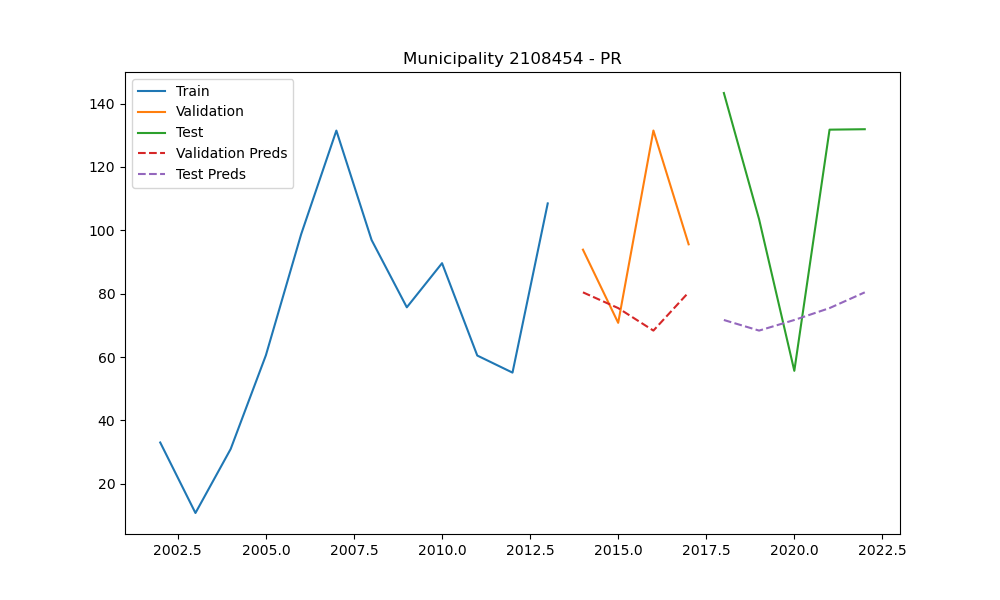 Municipality 2108454 - PR
Train
Validation
Test
Validation Preds
Test Preds
140
120
100
80
60
40
20
2002.5 2005.0 2007.5 2010.0 2012.5 2015.0 2017.5 2020.0 2022.5